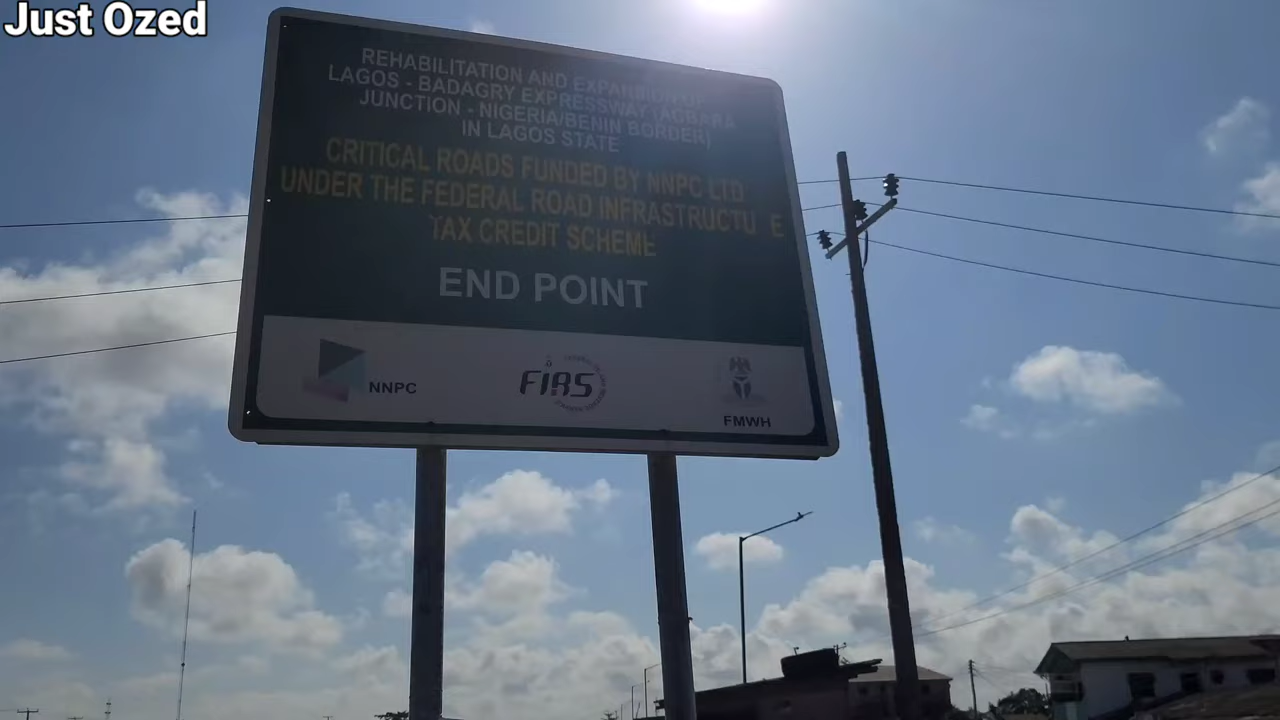 Just Ozed
REHABILITATION AND EXPANSION OF
LAGOS - BADAGRY EXPRESSWAY (AGBARA
JUNCTION - NIGERIA/BENIN BORDER)
IN LAGOS STATE
CRITICAL ROADS FUNDED BY NNPC LTD
UNDER THE FEDERAL ROAD INFRASTRUCTU E
TAX CREDIT SCHEME
END POINT
NNPC
FIRS
FMWH